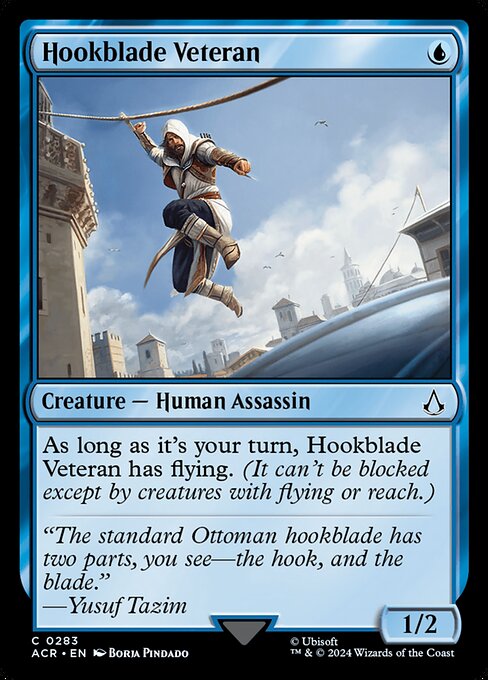 Hookblade Veteran
Creature — Human Assassin
As long as it's your turn, Hookblade
Veteran has flying. (It can't be blocked
except by creatures with flying or reach.)
“The standard Ottoman hookblade has
two parts, you see—the hook, and the
blade.”
—Yusuf Tazim
1/2
C 0283
ACR • EN Borja Pindado
© Ubisoft
™ & © 2024 Wizards of the Coast